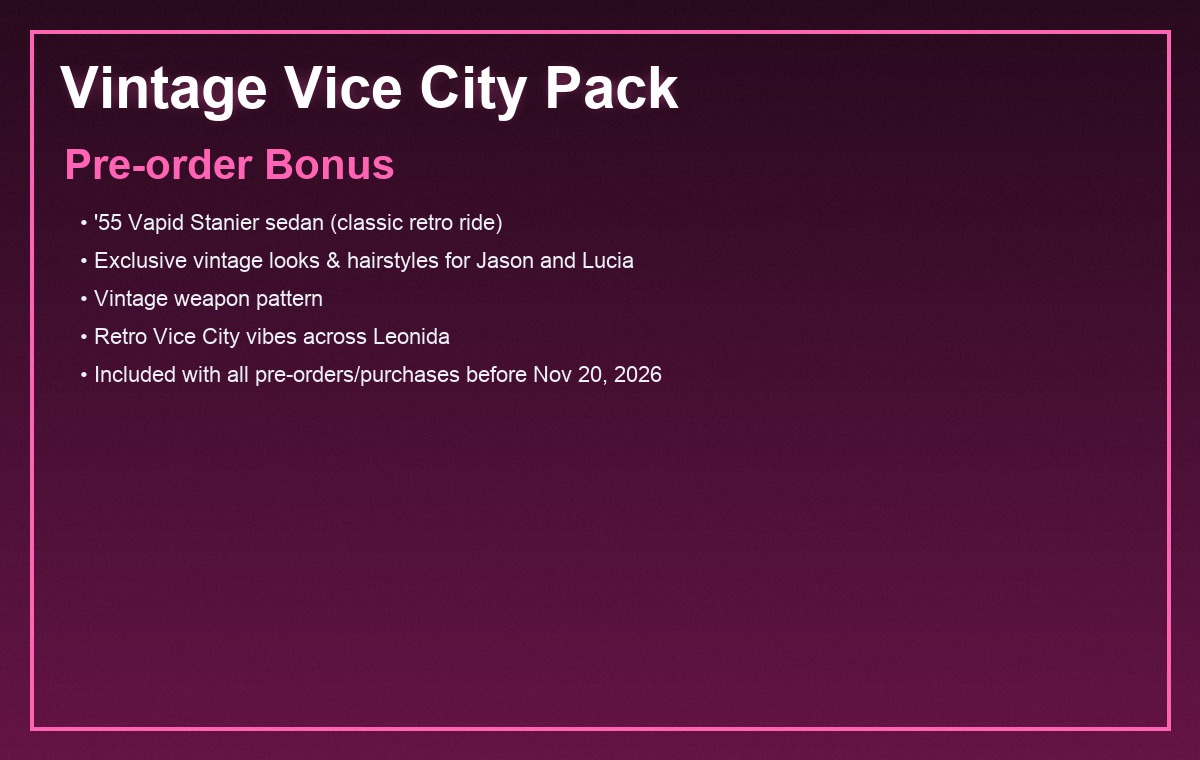 Vintage Vice City Pack
Pre-order Bonus
• '55 Vapid Stanier sedan (classic retro ride)
• Exclusive vintage looks & hairstyles for Jason and Lucia
• Vintage weapon pattern
• Retro Vice City vibes across Leonida
• Included with all pre-orders/purchases before Nov 20, 2026